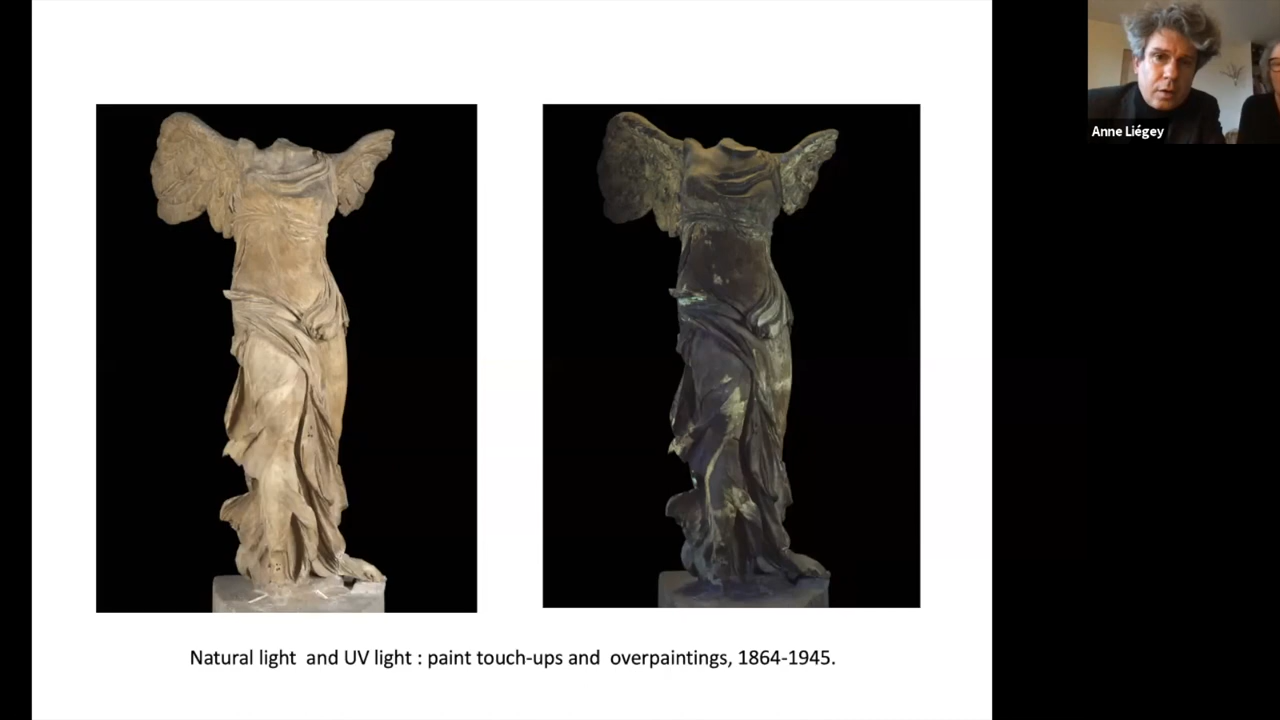 Anne Liégey
Natural light  and UV light : paint touch-ups and  overpaintings, 1864-1945.